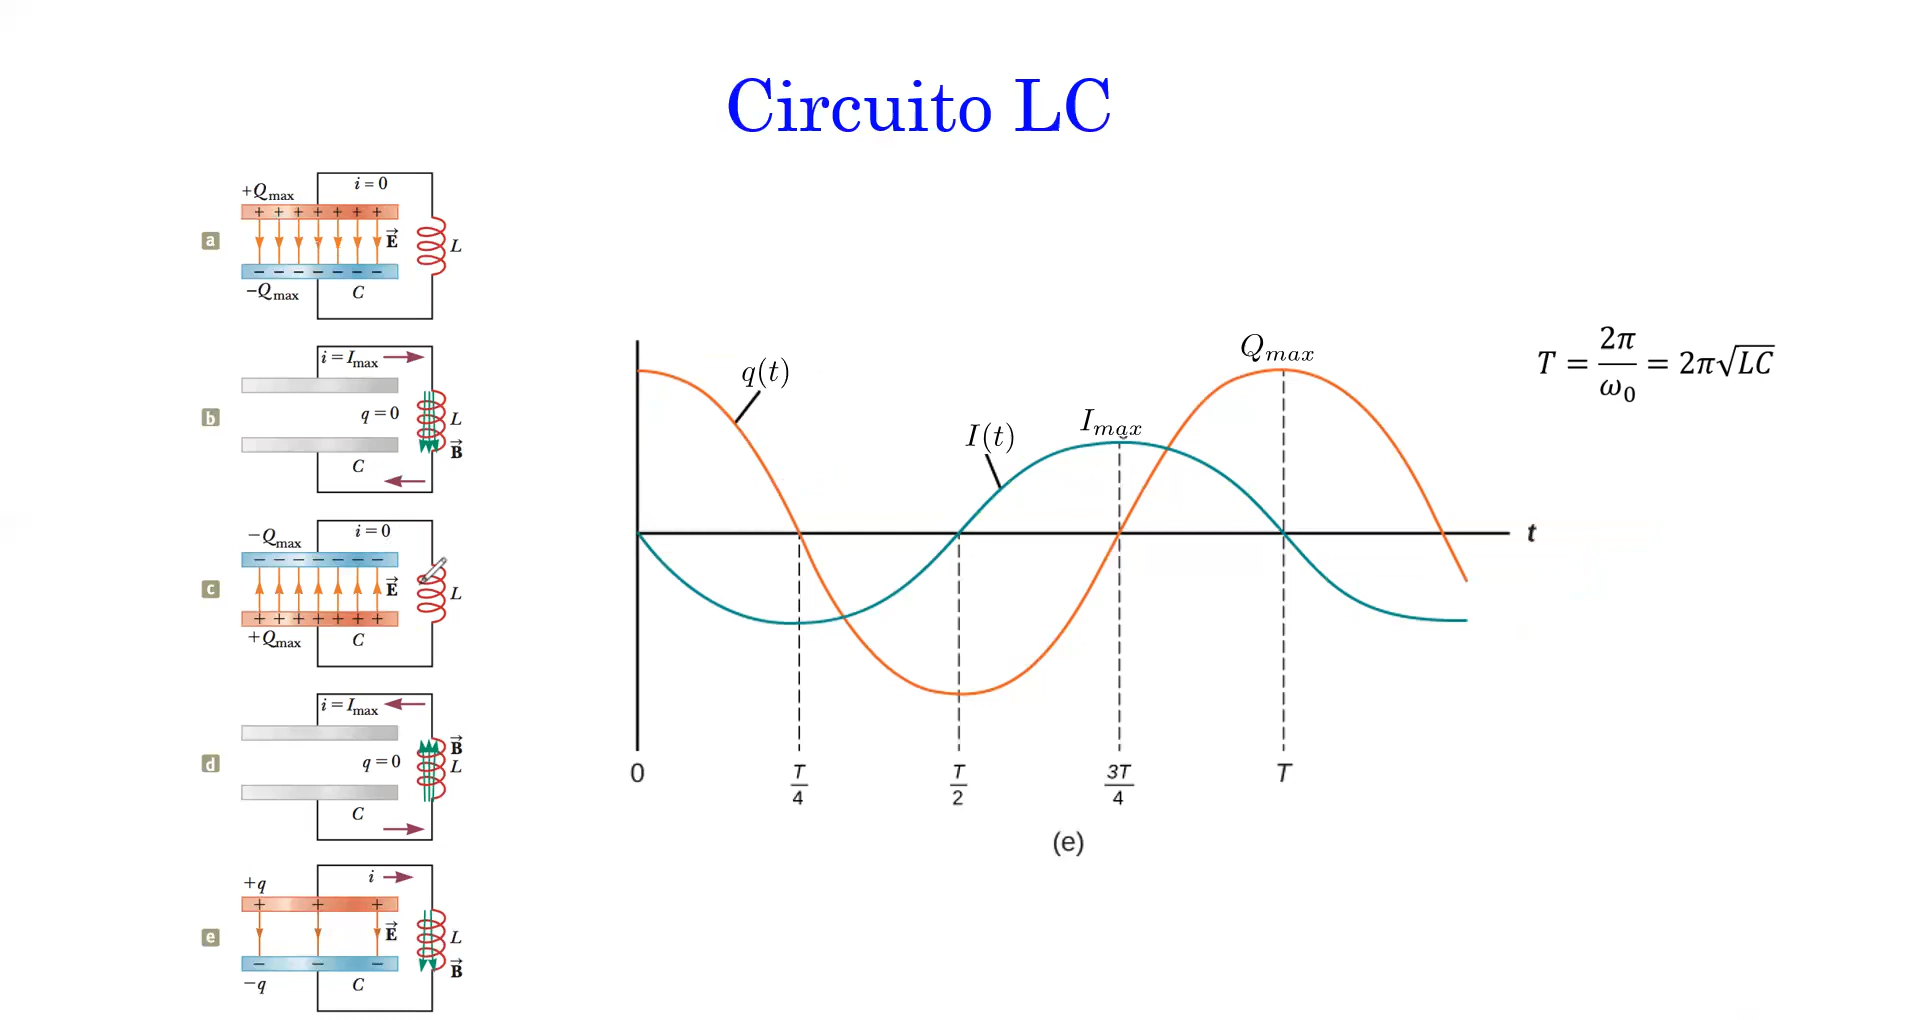 Circuito LC
a
+Qmax
i = 0
+ + + + + + +
E⃗
L
− − − − − − −
−Qmax
C
b
i = Imax
q = 0
L
B⃗
C
c
−Qmax
i = 0
− − − − − − −
E⃗
L
+ + + + + + +
+Qmax
C
d
i = Imax
B⃗
q = 0
L
C
e
+q
i
+ + +
E⃗
L
− − −
B⃗
−q
C
q(t)
I(t)
Imax
Qmax
t
0
T/4
T/2
3T/4
T
(e)
T = 2π/ω₀ = 2π√LC